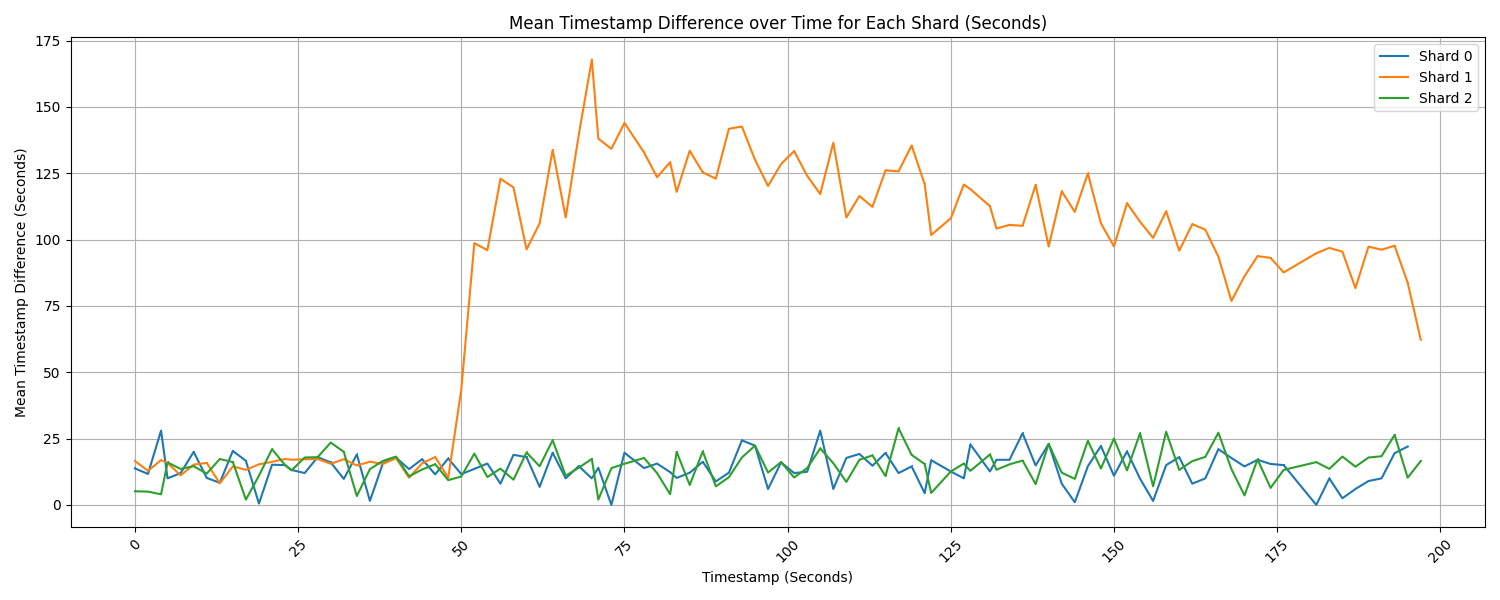 Mean Timestamp Difference over Time for Each Shard (Seconds)
175
150
125
100
75
50
25
0
Mean Timestamp Difference (Seconds)
Shard 0
Shard 1
Shard 2
0
25
50
75
100
125
150
175
200
Timestamp (Seconds)